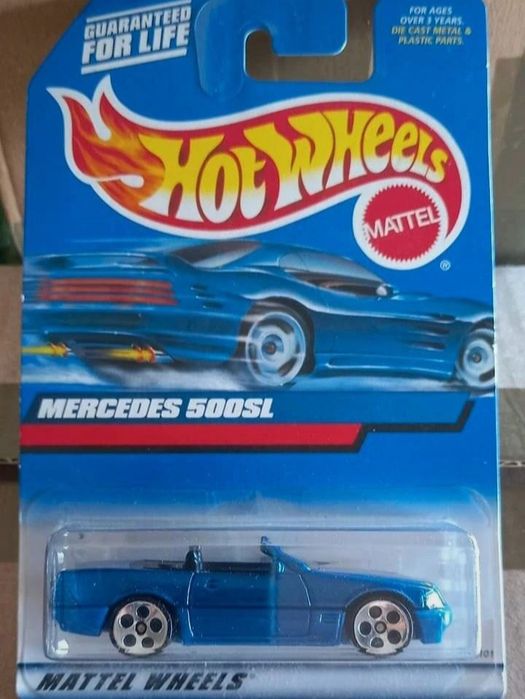 GUARANTEED
FOR LIFE
FOR AGES
OVER 3 YEARS.
DIE CAST METAL &
PLASTIC PARTS.
HOT WHEELS
MATTEL
®
MERCEDES 500SL
MATTEL WHEELS